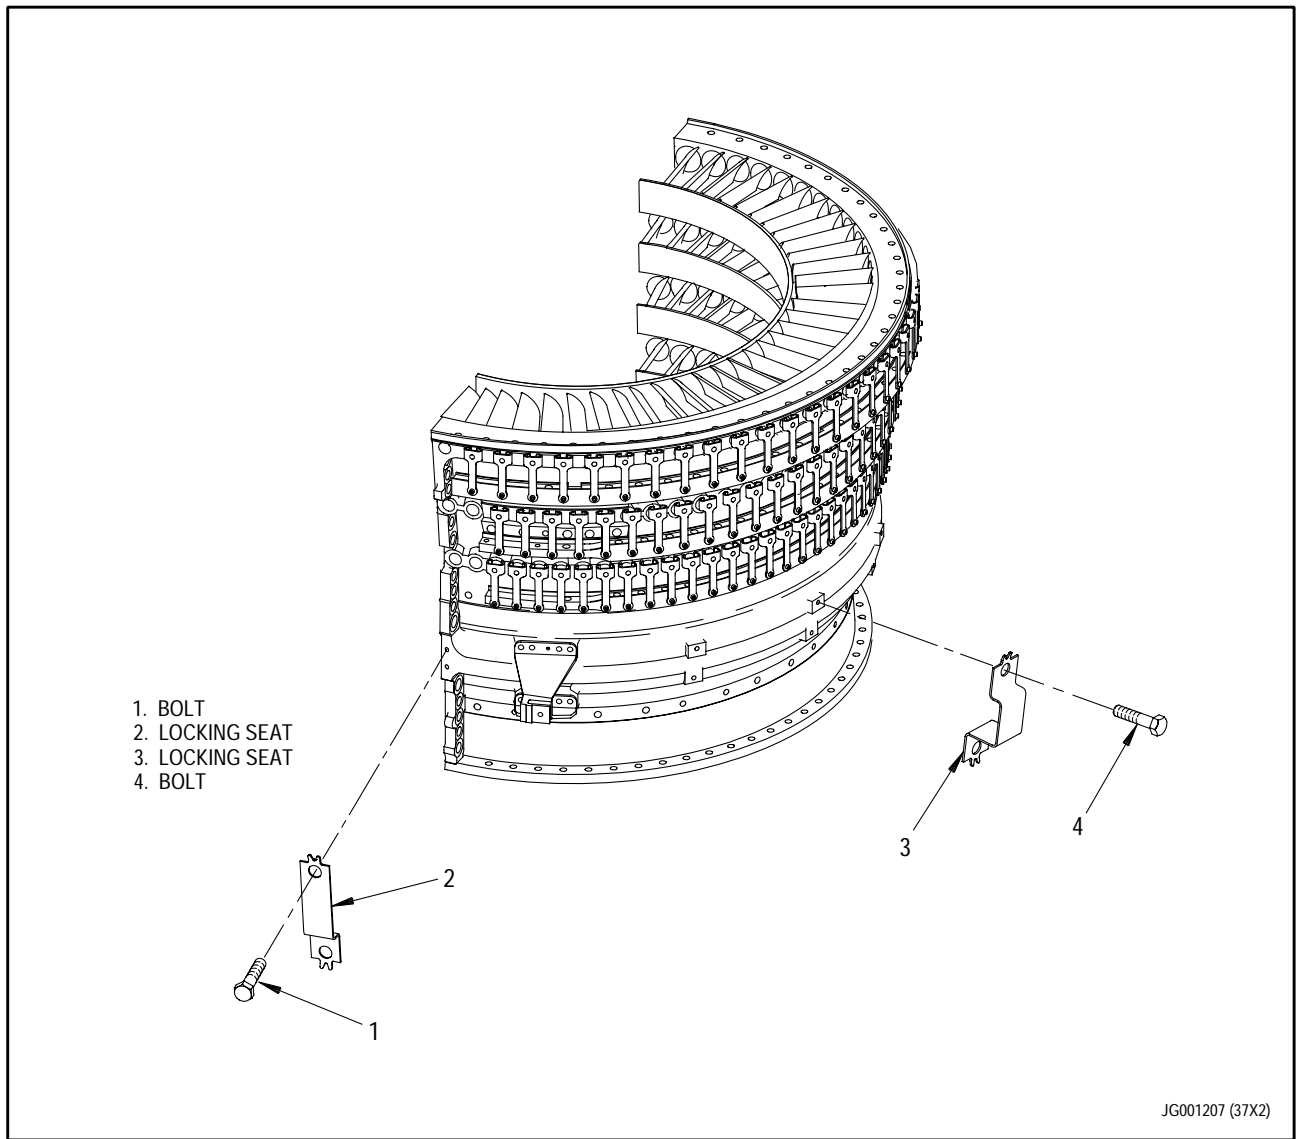 1. BOLT
2. LOCKING SEAT
3. LOCKING SEAT
4. BOLT
3
4
2
1
JG001207 (37X2)